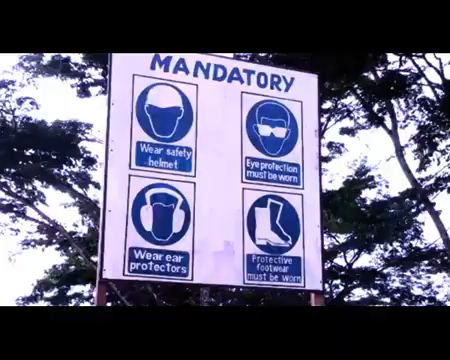 MANDATORY
Wear safety
helmet
Eye protection
must be worn
Wear ear
protectors
Protective
footwear
must be worn